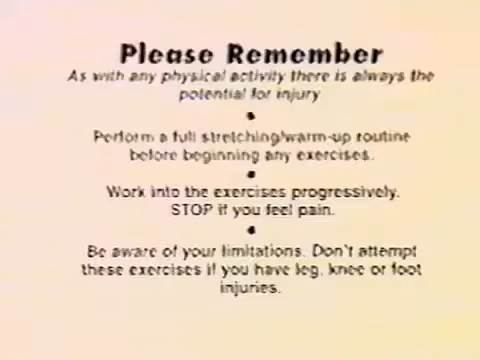 Please Remember
As with any physical activity there is always the
potential for injury
•
Perform a full stretching/warm-up routine
before beginning any exercises.
•
Work into the exercises progressively.
STOP if you feel pain.
•
Be aware of your limitations. Don't attempt
these exercises if you have leg, knee or foot
injuries.